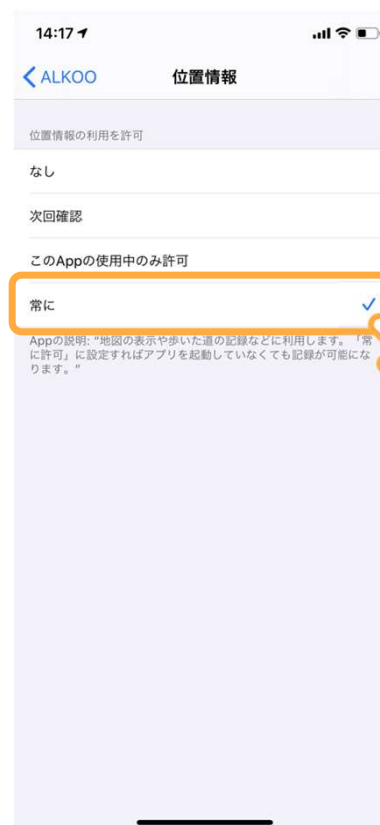 14:17
ALKOO
位置情報
位置情報の利用を許可
なし
次回確認
このAppの使用中のみ許可
常に
Appの説明: “地図の表示や歩いた道の記録などに利用します。「常
に許可」に設定すればアプリを起動していなくても記録が可能にな
ります。”